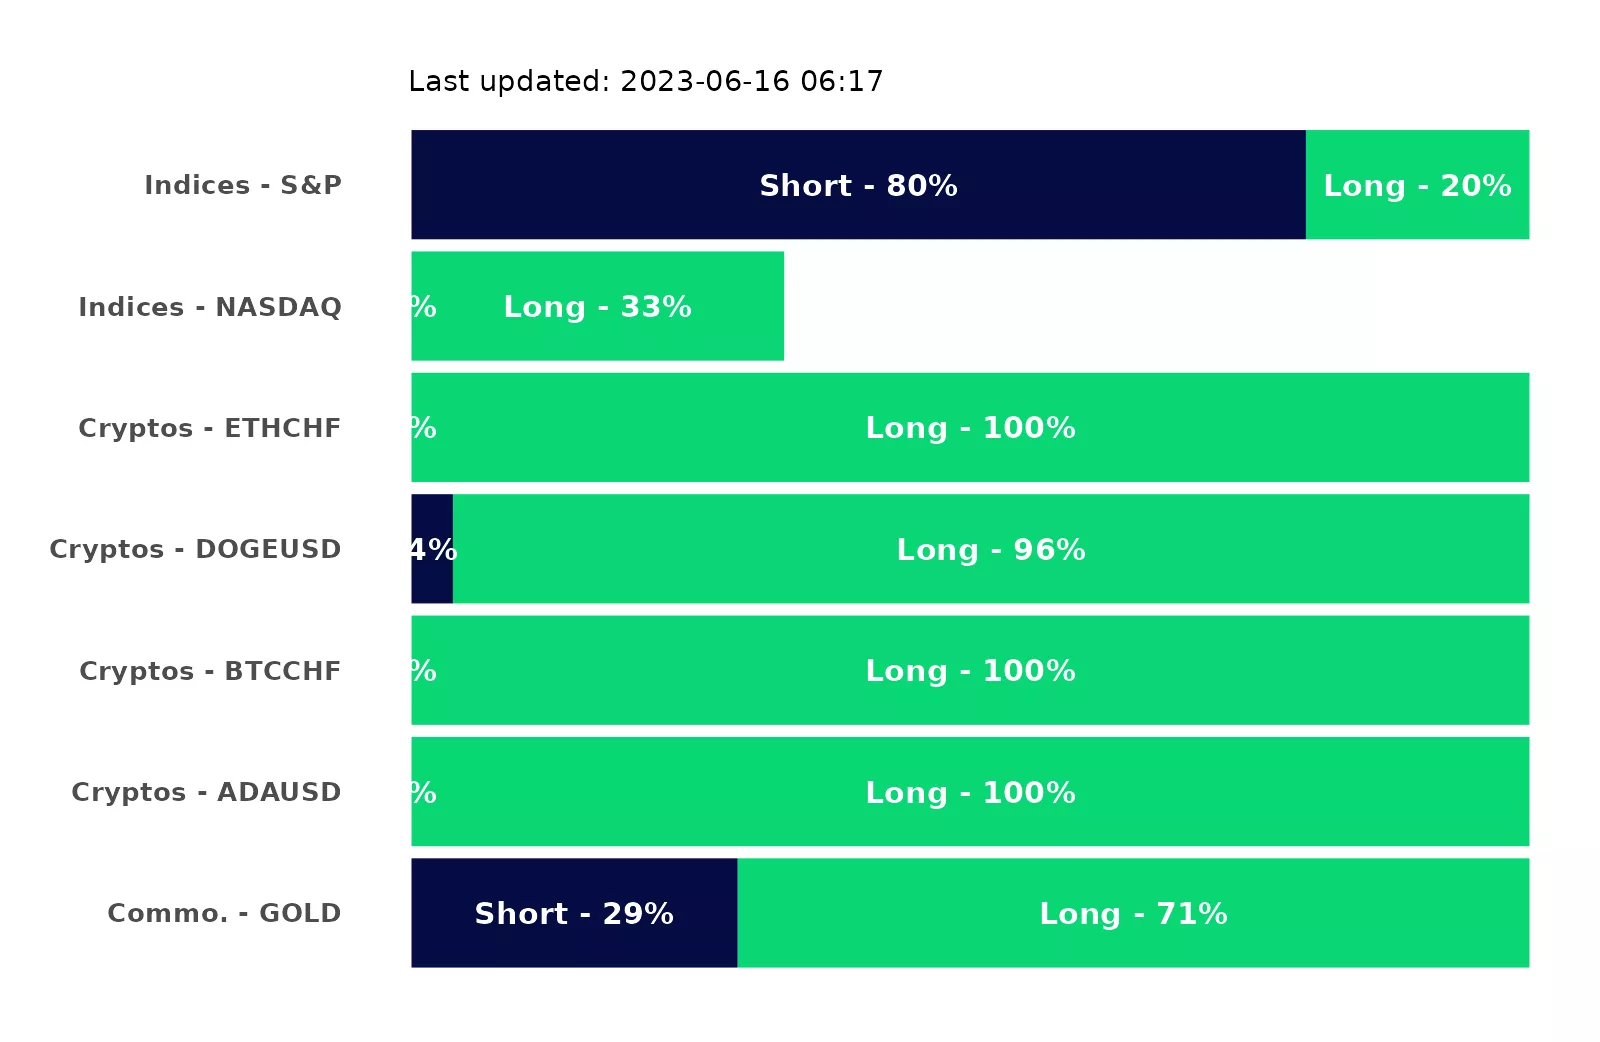 Last updated: 2023-06-16 06:17
Indices - S&P Short - 80% Long - 20%
Indices - NASDAQ % Long - 33%
Cryptos - ETHCHF % Long - 100%
Cryptos - DOGEUSD 4% Long - 96%
Cryptos - BTCCHF % Long - 100%
Cryptos - ADAUSD % Long - 100%
Commo. - GOLD Short - 29% Long - 71%